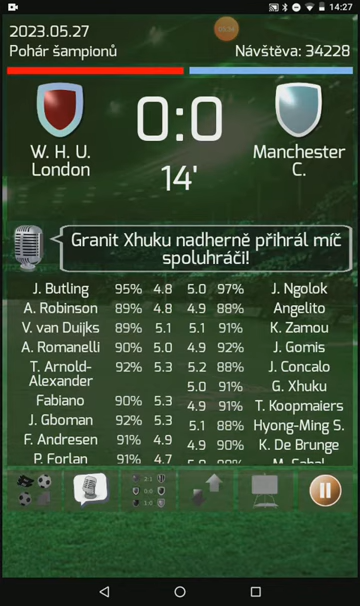 14:27
2023.05.27
Pohár šampionů
Návštěva: 34228
0:0
W. H. U.
London
Manchester
C.
14'
Granit Xhuku nadherně přihrál míč
spoluhráči!
J. Butling 95% 4.8 5.0 97% J. Ngolok
A. Robinson 89% 4.8 4.9 88% Angelito
V. van Duijks 89% 5.1 5.1 91% K. Zamou
A. Romanelli 90% 5.0 4.9 92% J. Gomis
T. Arnold-
Alexander 92% 5.3 5.2 88% J. Concalo
5.0 91% G. Xhuku
Fabiano 90% 5.3 4.9 91% T. Koopmaiers
J. Gboman 92% 5.3 5.1 88% Hyong-Ming S.
F. Andresen 91% 4.9 4.9 90% K. De Brunge
P. Forlan 91% 4.7